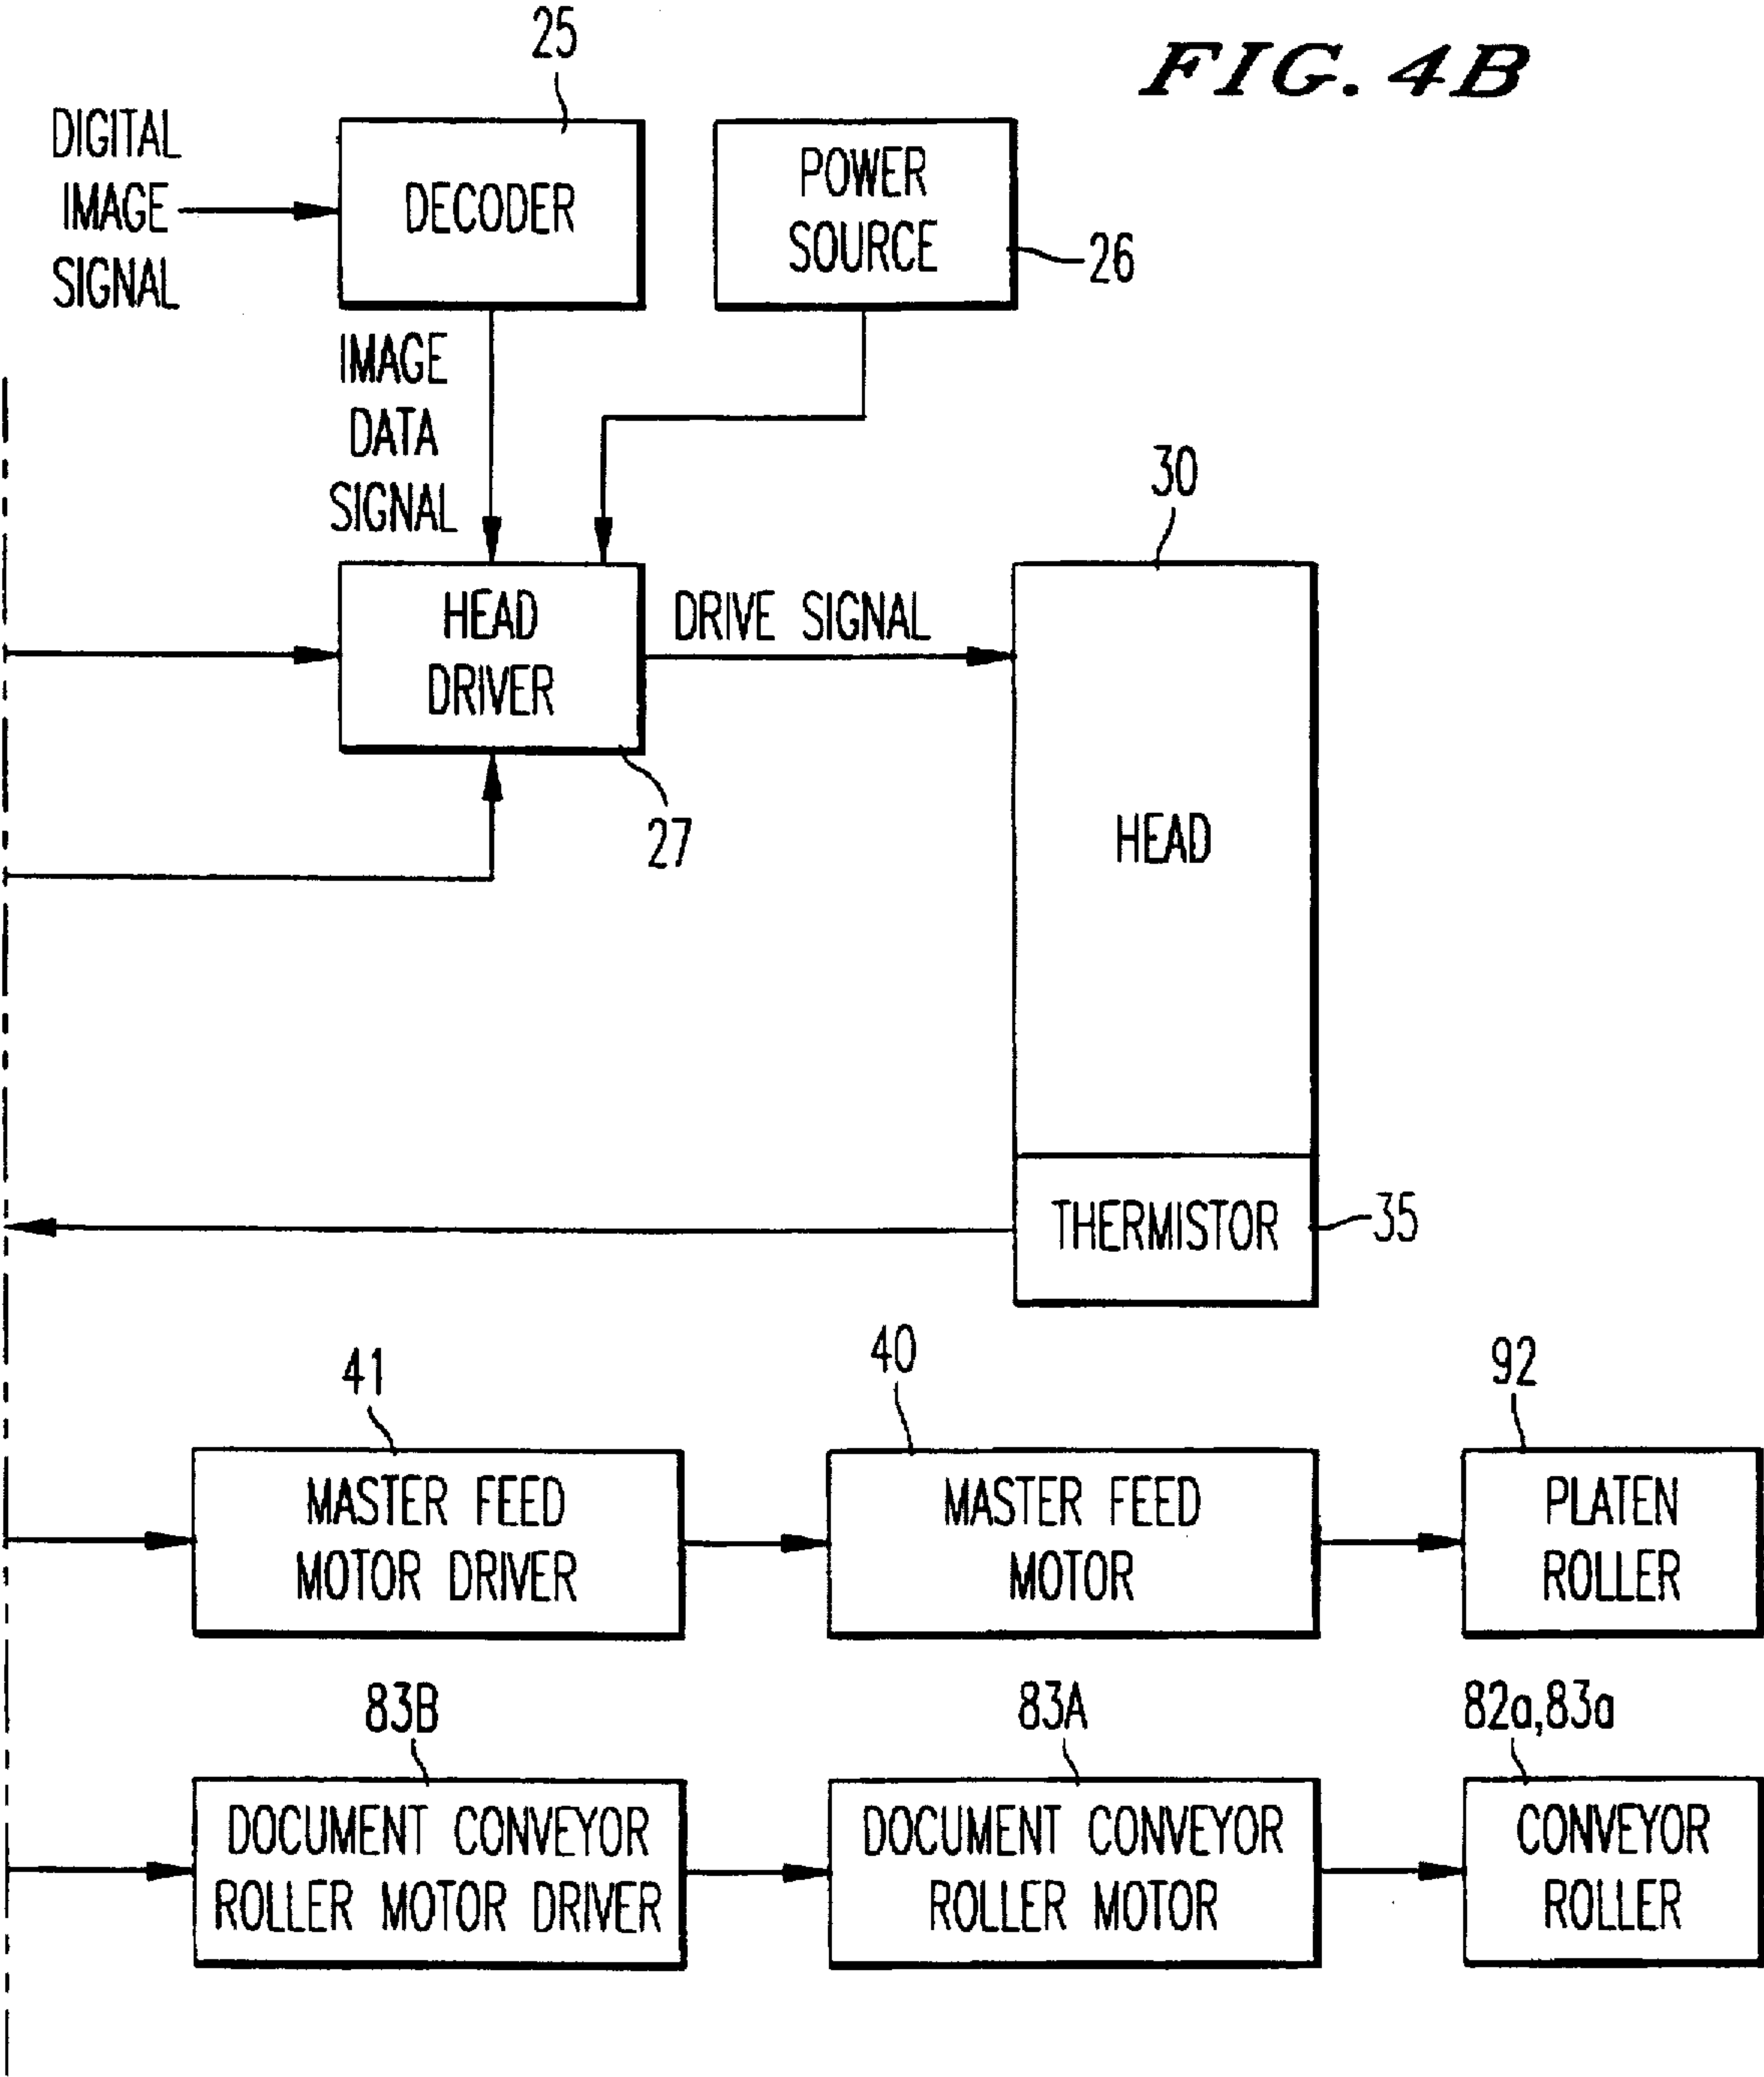 FIG. 4B
25
DIGITAL
IMAGE
SIGNAL
DECODER
POWER
SOURCE
26
IMAGE
DATA
SIGNAL
30
HEAD
DRIVER
DRIVE SIGNAL
27
HEAD
THERMISTOR
35
41
40
92
MASTER FEED
MOTOR DRIVER
MASTER FEED
MOTOR
PLATEN
ROLLER
83B
83A
82a,83a
DOCUMENT CONVEYOR
ROLLER MOTOR DRIVER
DOCUMENT CONVEYOR
ROLLER MOTOR
CONVEYOR
ROLLER